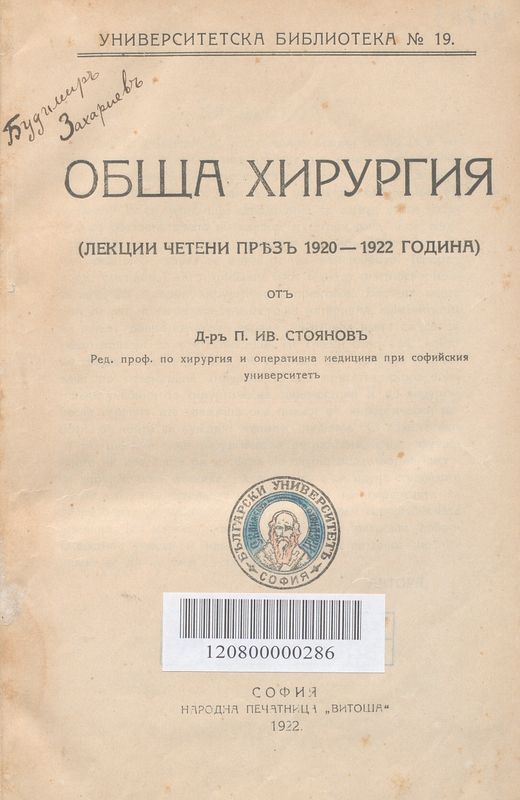 УНИВЕРСИТЕТСКА БИБЛИОТЕКА № 19.
Будимиръ
Захариевъ
ОБЩА ХИРУРГИЯ
(ЛЕКЦИИ ЧЕТЕНИ ПРѢЗЪ 1920—1922 ГОДИНА)
отъ
Д-ръ П. ИВ. СТОЯНОВЪ
Ред. проф. по хирургия и оперативна медицина при софийския
университетъ
БЪЛГАРСКИ УНИВЕРСИТЕТЪ
СОФИЯ
120800000286
СОФИЯ
НАРОДНА ПЕЧАТНИЦА „ВИТОША“
1922.